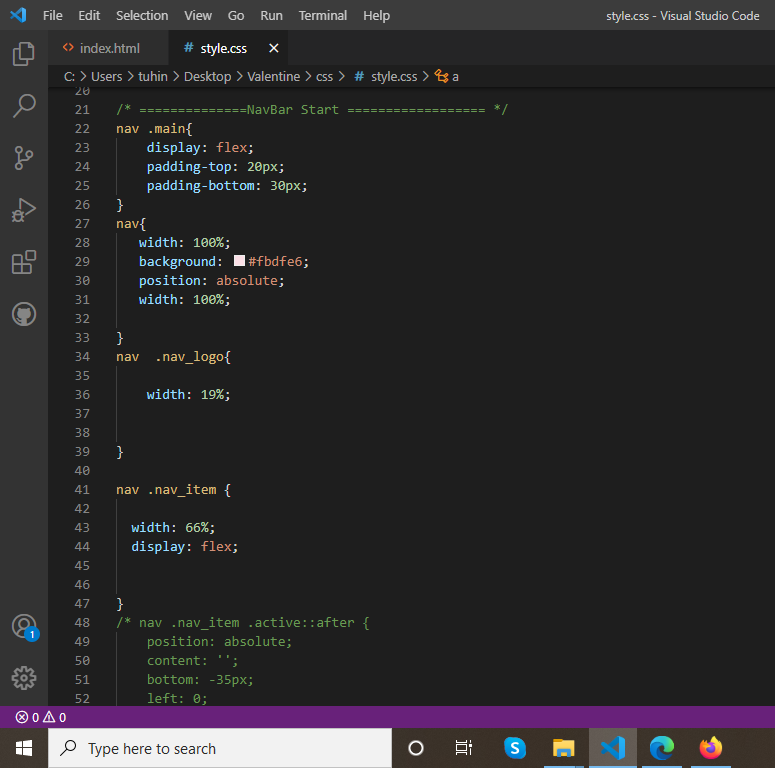 File Edit Selection View Go Run Terminal Help style.css - Visual Studio Code
index.html style.css
C: > Users > tuhin > Desktop > Valentine > css > # style.css > a
20
21 /* ==============NavBar Start ================== */
22 nav .main{
23 display: flex;
24 padding-top: 20px;
25 padding-bottom: 30px;
26 }
27 nav{
28 width: 100%;
29 background: #fbdfe6;
30 position: absolute;
31 width: 100%;
32
33 }
34 nav  .nav_logo{
35
36 width: 19%;
37
38
39 }
40
41 nav .nav_item {
42
43 width: 66%;
44 display: flex;
45
46
47 }
48 /* nav .nav_item .active::after {
49 position: absolute;
50 content: '';
51 bottom: -35px;
52 left: 0;
1
0 0
Type here to search